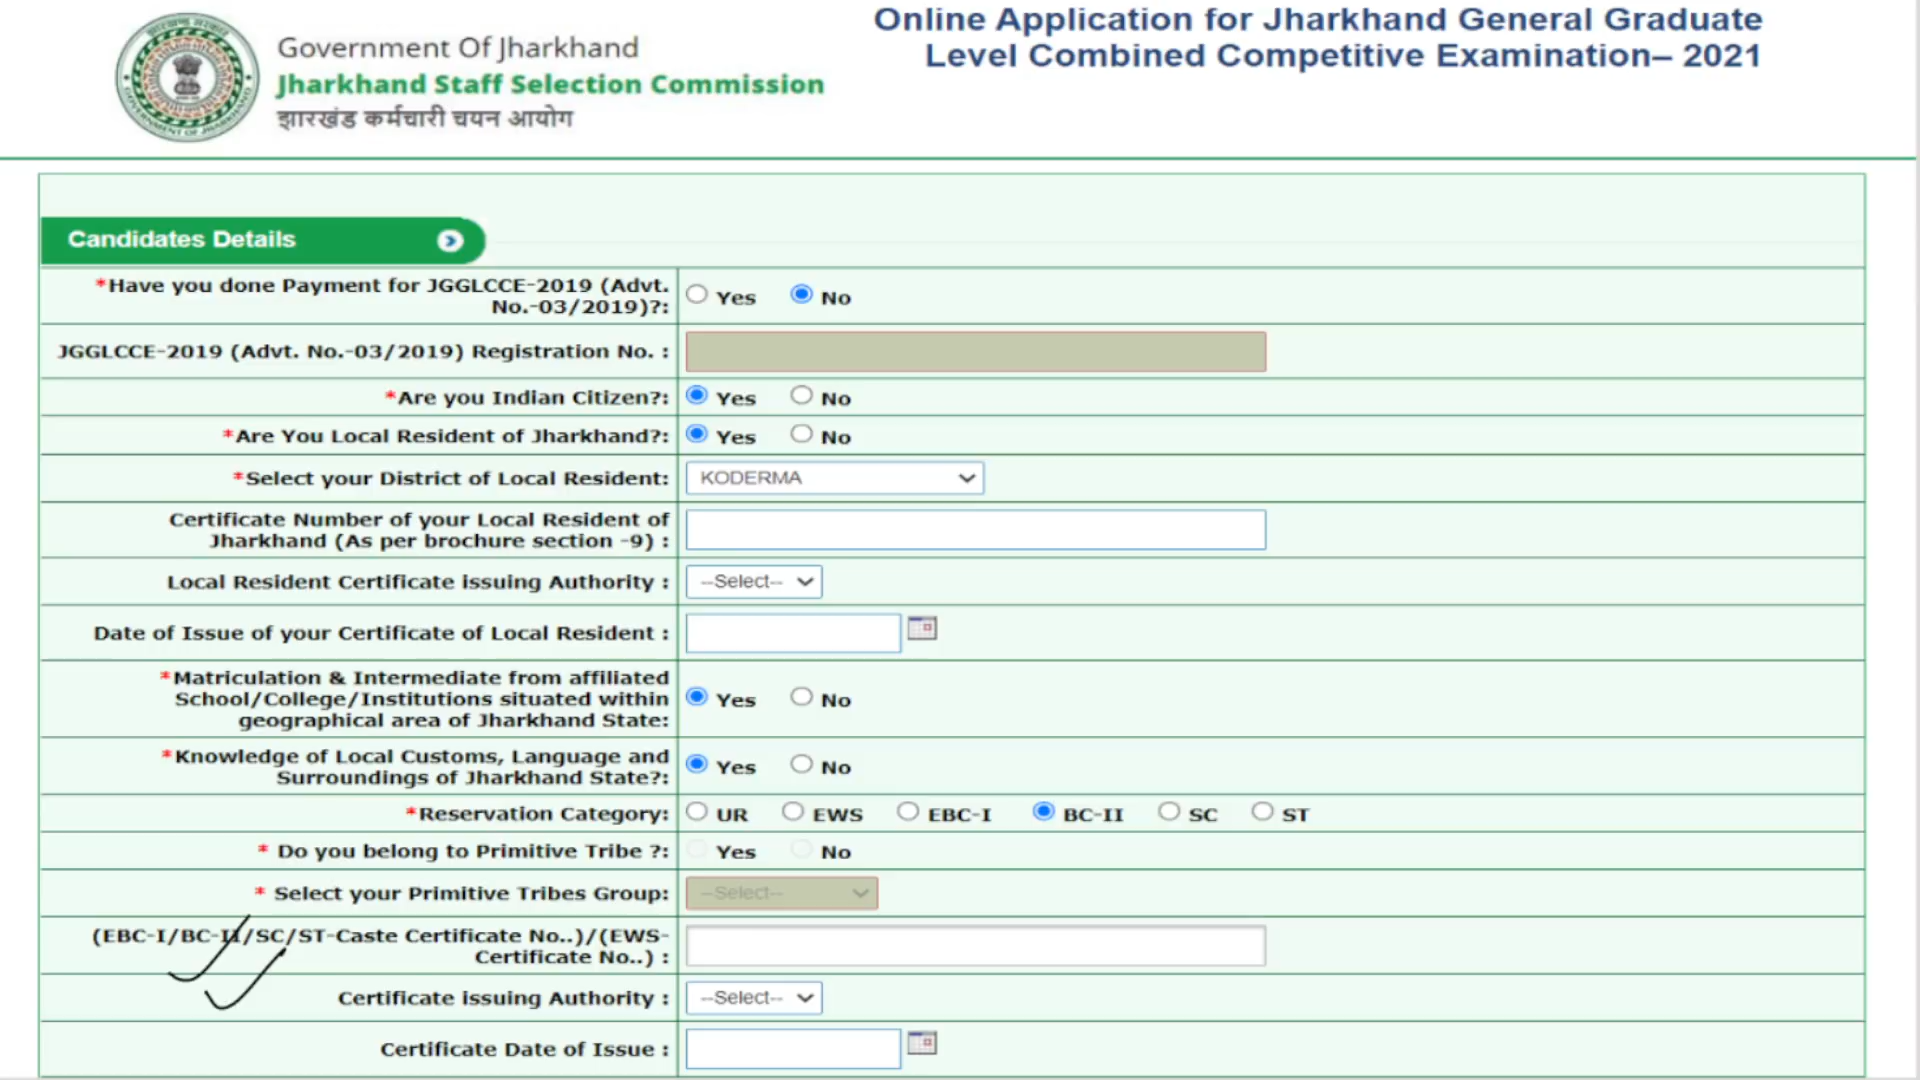 Online Application for Jharkhand General Graduate
Level Combined Competitive Examination– 2021
Government Of Jharkhand
Jharkhand Staff Selection Commission
झारखंड कर्मचारी चयन आयोग
Candidates Details
*Have you done Payment for JGGLCCE-2019 (Advt.
No.-03/2019)?: Yes No
JGGLCCE-2019 (Advt. No.-03/2019) Registration No. :
*Are you Indian Citizen?: Yes No
*Are You Local Resident of Jharkhand?: Yes No
*Select your District of Local Resident: KODERMA
Certificate Number of your Local Resident of
Jharkhand (As per brochure section -9) :
Local Resident Certificate issuing Authority : --Select--
Date of Issue of your Certificate of Local Resident :
*Matriculation & Intermediate from affiliated
School/College/Institutions situated within
geographical area of Jharkhand State: Yes No
*Knowledge of Local Customs, Language and
Surroundings of Jharkhand State?: Yes No
*Reservation Category: UR EWS EBC-I BC-II SC ST
* Do you belong to Primitive Tribe ?: Yes No
* Select your Primitive Tribes Group: --Select--
(EBC-I/BC-II/SC/ST-Caste Certificate No..)/(EWS-
Certificate No..) :
Certificate issuing Authority : --Select--
Certificate Date of Issue :